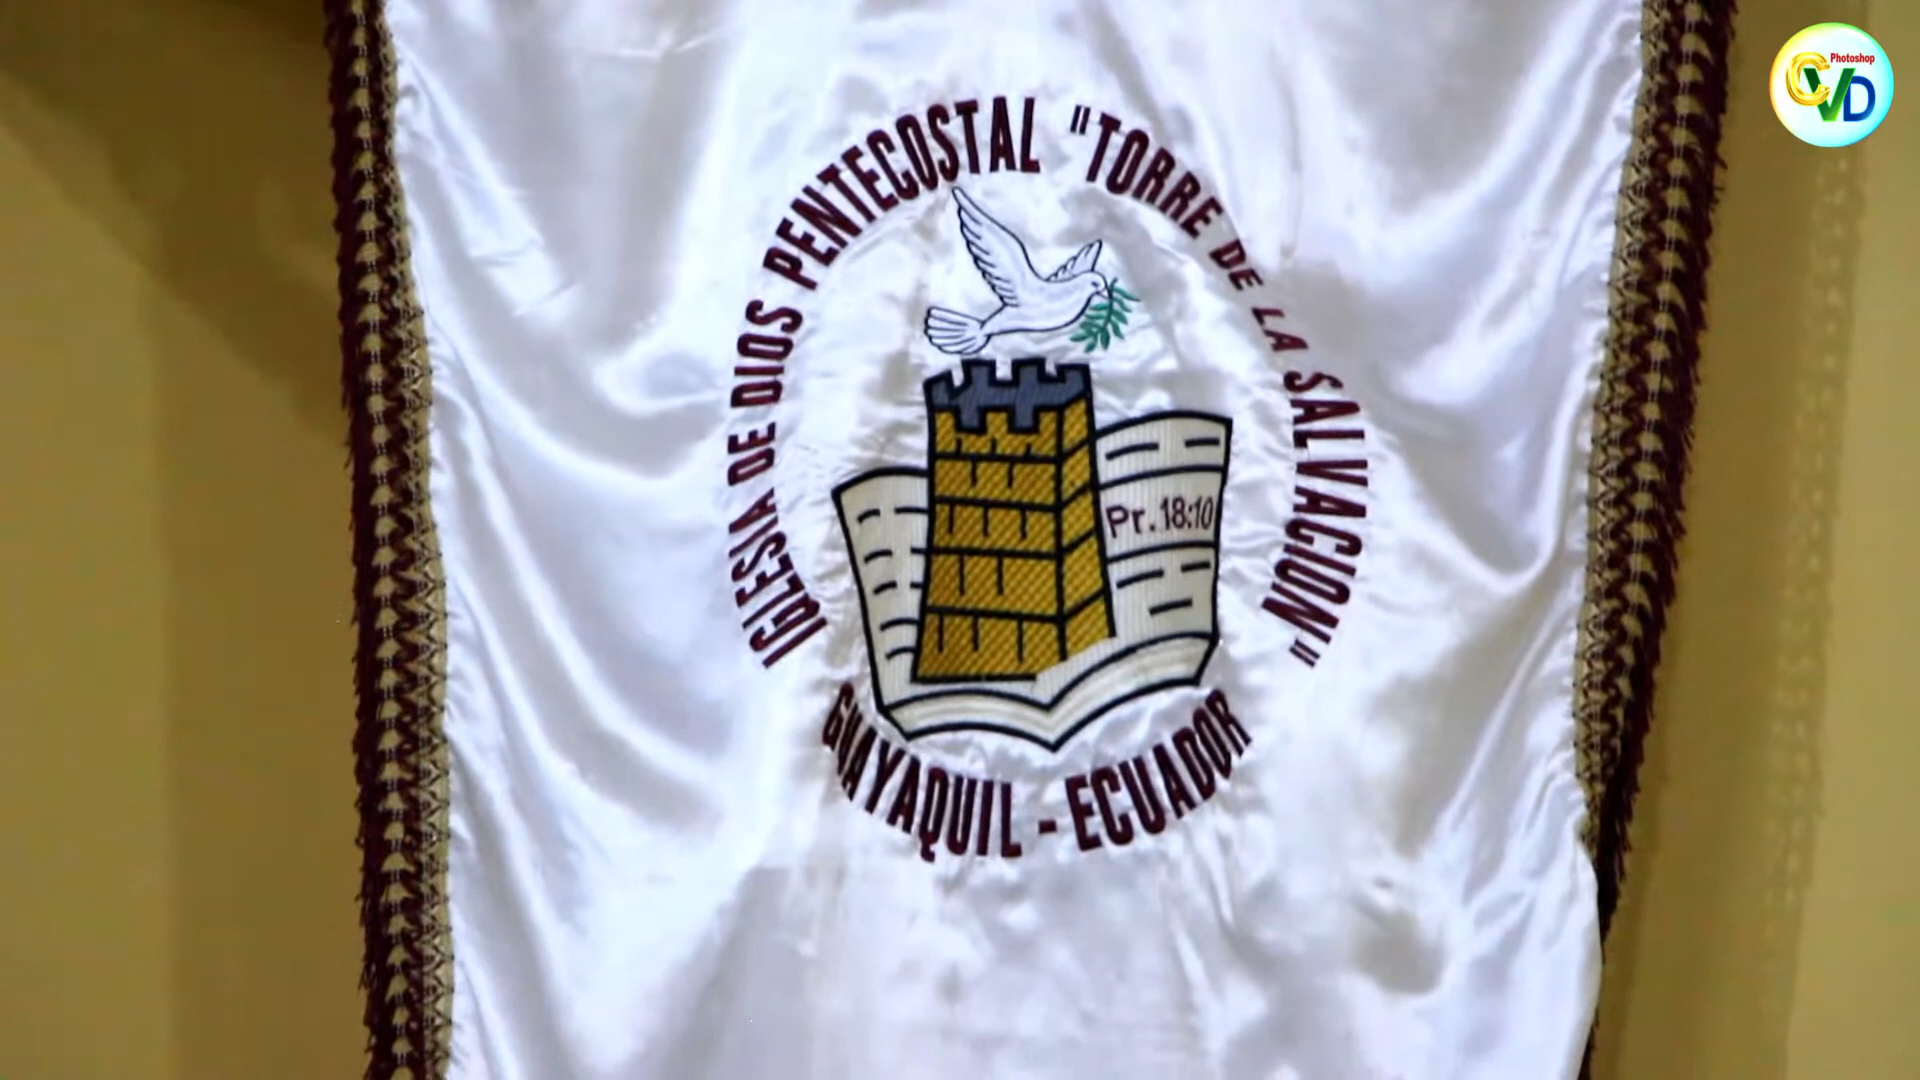 IGLESIA DE DIOS PENTECOSTAL "TORRE DE LA SALVACION"
Pr. 18:10
GUAYAQUIL - ECUADOR
Photoshop
CVD